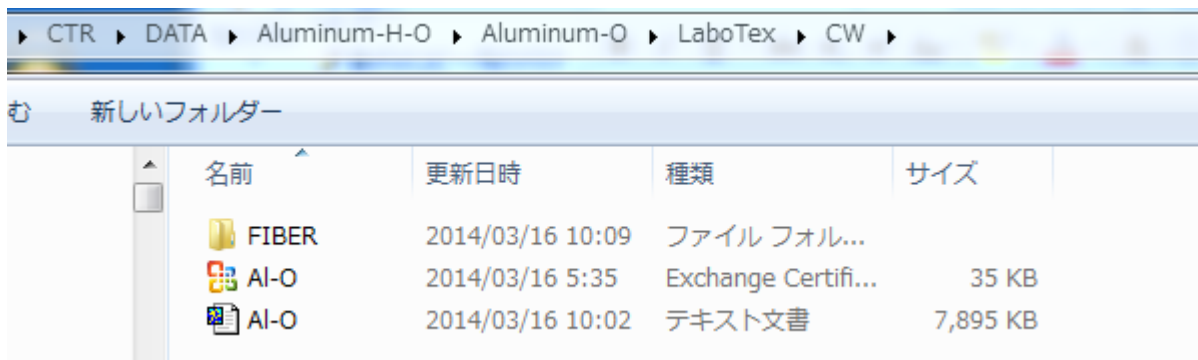 CTR ▸ DATA ▸ Aluminum-H-O ▸ Aluminum-O ▸ LaboTex ▸ CW ▸
む 新しいフォルダー
名前 更新日時 種類 サイズ
FIBER 2014/03/16 10:09 ファイル フォル...
Al-O 2014/03/16 5:35 Exchange Certifi... 35 KB
Al-O 2014/03/16 10:02 テキスト文書 7,895 KB